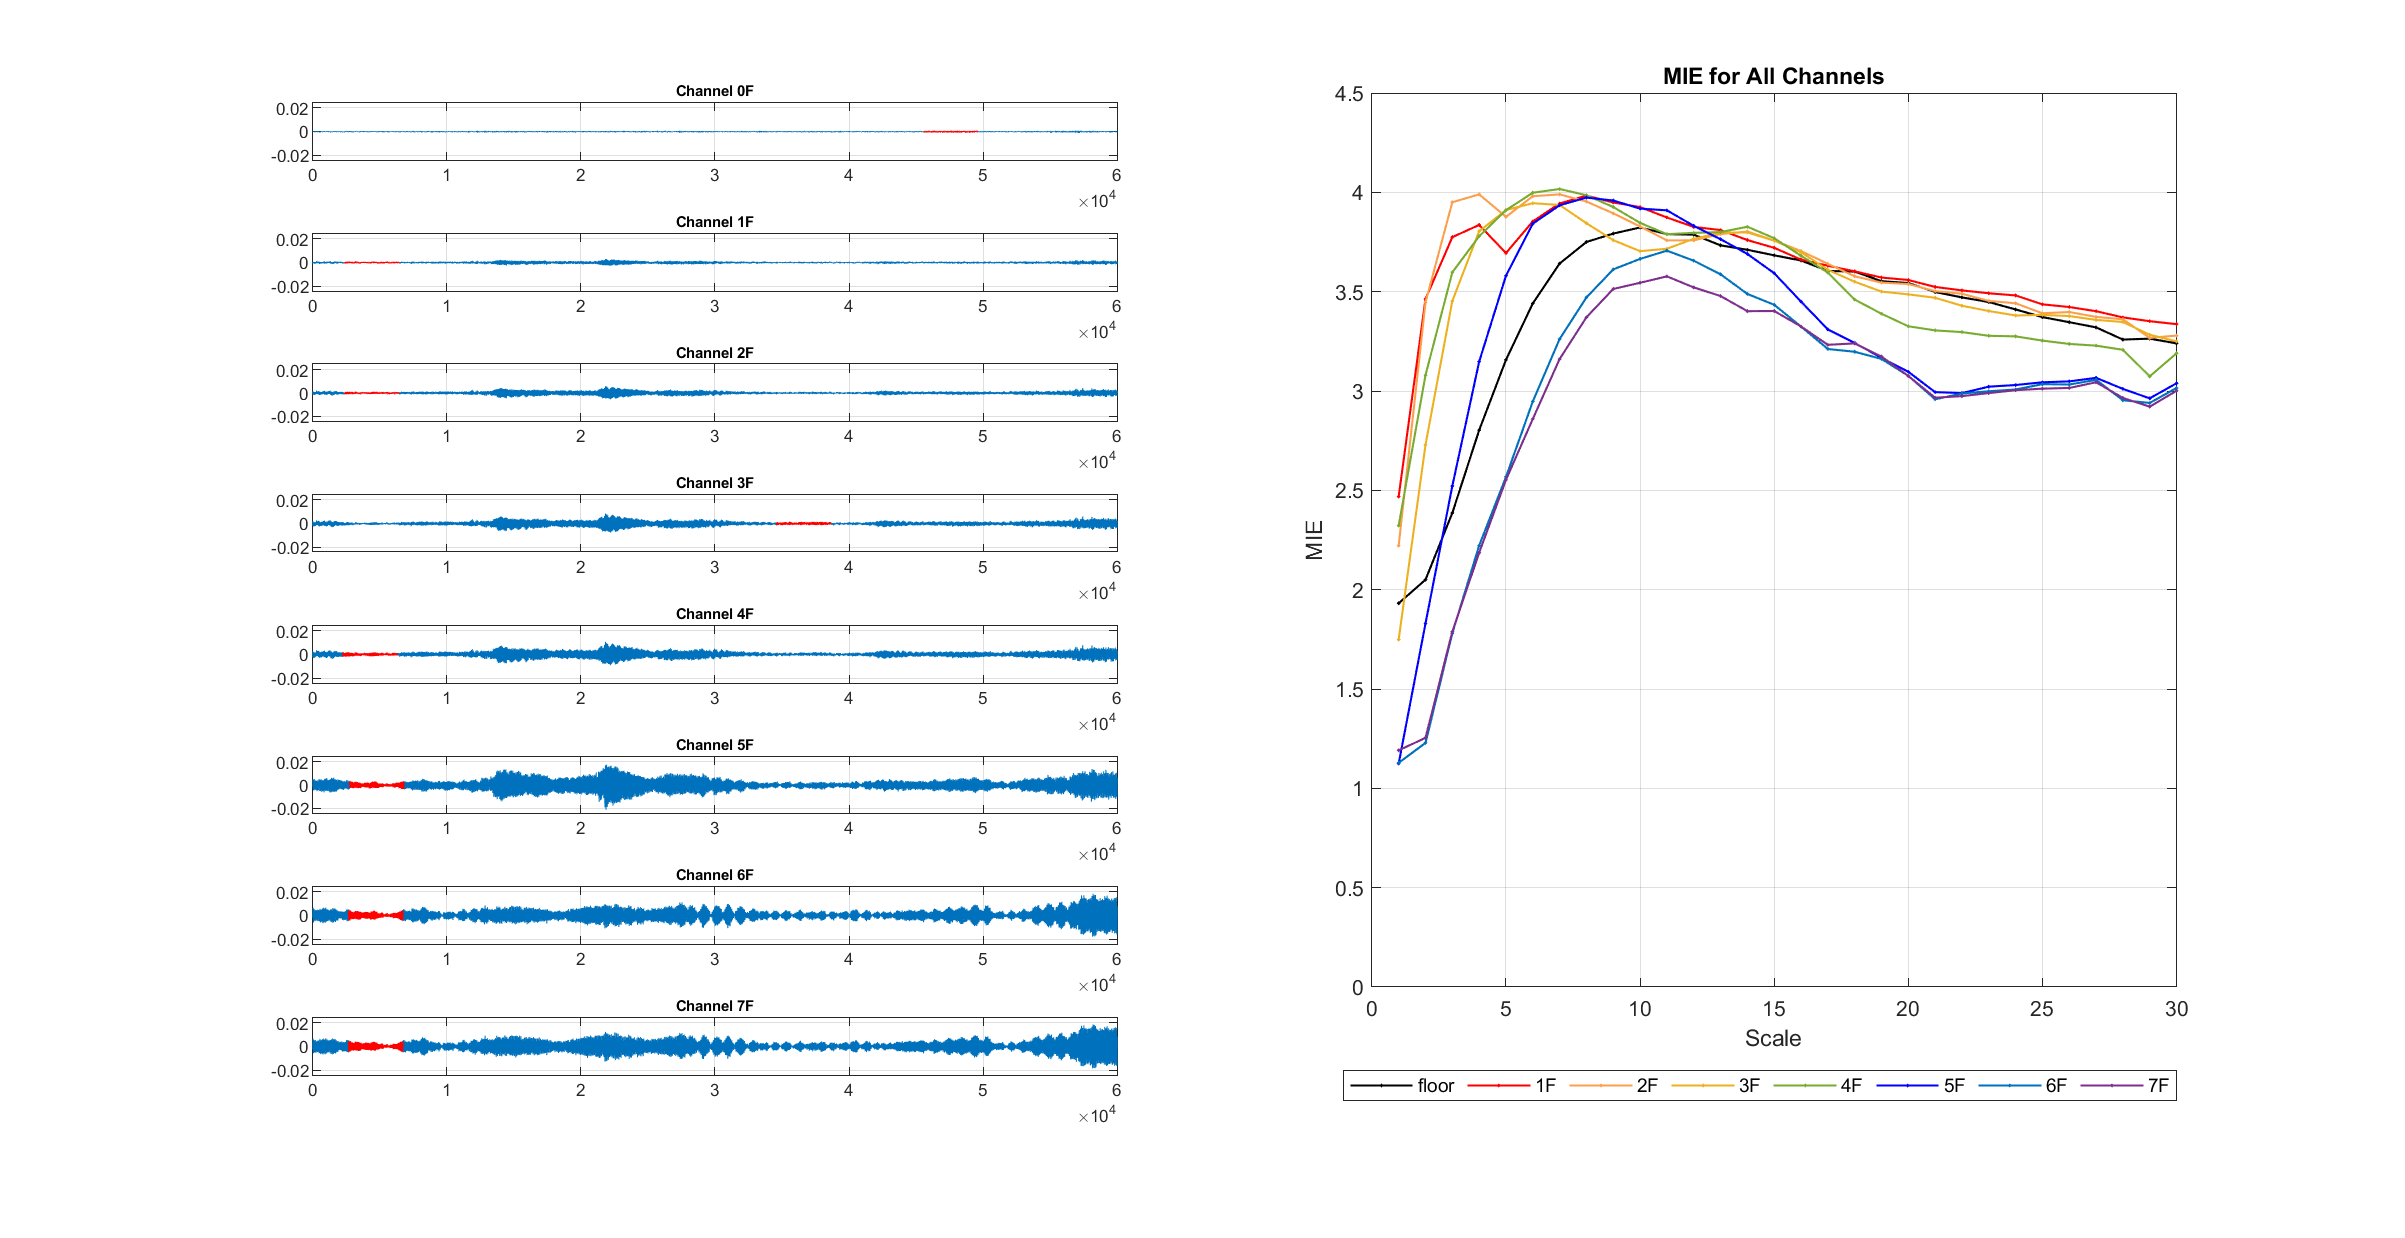 Channel 0F
0.02
0
-0.02
0 1 2 3 4 5 6
×10^4
Channel 1F
0.02
0
-0.02
0 1 2 3 4 5 6
×10^4
Channel 2F
0.02
0
-0.02
0 1 2 3 4 5 6
×10^4
Channel 3F
0.02
0
-0.02
0 1 2 3 4 5 6
×10^4
Channel 4F
0.02
0
-0.02
0 1 2 3 4 5 6
×10^4
Channel 5F
0.02
0
-0.02
0 1 2 3 4 5 6
×10^4
Channel 6F
0.02
0
-0.02
0 1 2 3 4 5 6
×10^4
Channel 7F
0.02
0
-0.02
0 1 2 3 4 5 6
×10^4
MIE for All Channels
4.5
4
3.5
3
2.5
2
1.5
1
0.5
0
MIE
0 5 10 15 20 25 30
Scale
floor 1F 2F 3F 4F 5F 6F 7F